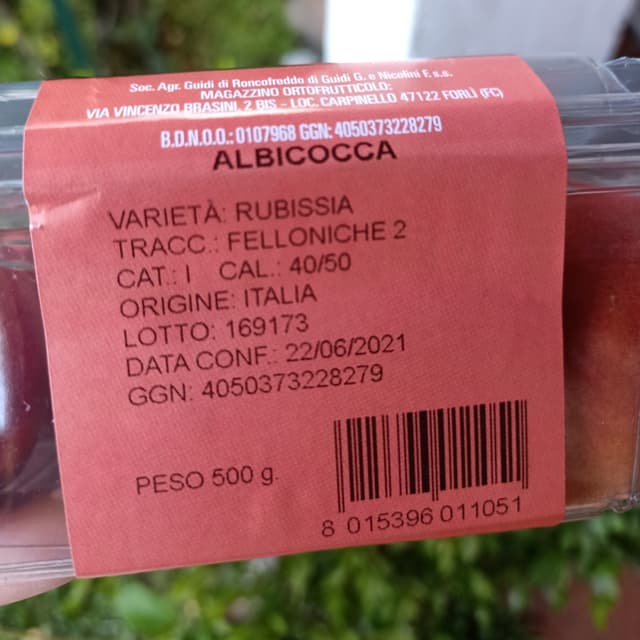 Soc. Agr. Guidi di Roncofreddo di Guidi G. e Nicolini F. s.s.
MAGAZZINO ORTOFRUTTICOLO:
VIA VINCENZO BRASINI, 2 BIS - LOC. CARPINELLO 47122 FORLÌ (FC)
B.D.N.O.O.: 0107968 GGN: 4050373228279
ALBICOCCA
VARIETÀ: RUBISSIA
TRACC.: FELLONICHE 2
CAT.: I CAL.: 40/50
ORIGINE: ITALIA
LOTTO: 169173
DATA CONF.: 22/06/2021
GGN: 4050373228279
PESO 500 g.
8 015396 011051